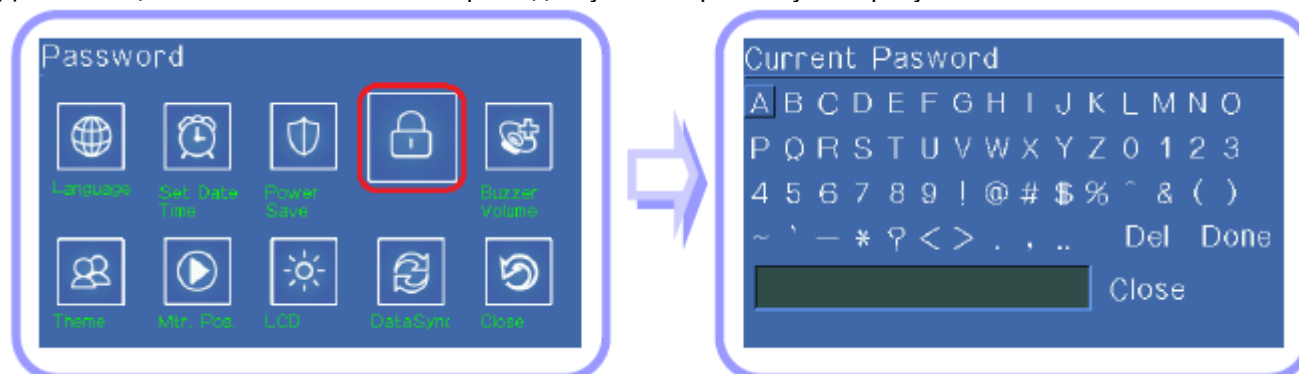 Password
Language Set Date Time Power Save Buzzer Volume
Theme Mtr. Pos. LCD DataSync Close
Current Pasword
A B C D E F G H I J K L M N O
P Q R S T U V W X Y Z 0 1 2 3
4 5 6 7 8 9 ! @ # $ % ^ & ( )
~ ` — * ? < > . , .. Del Done
Close